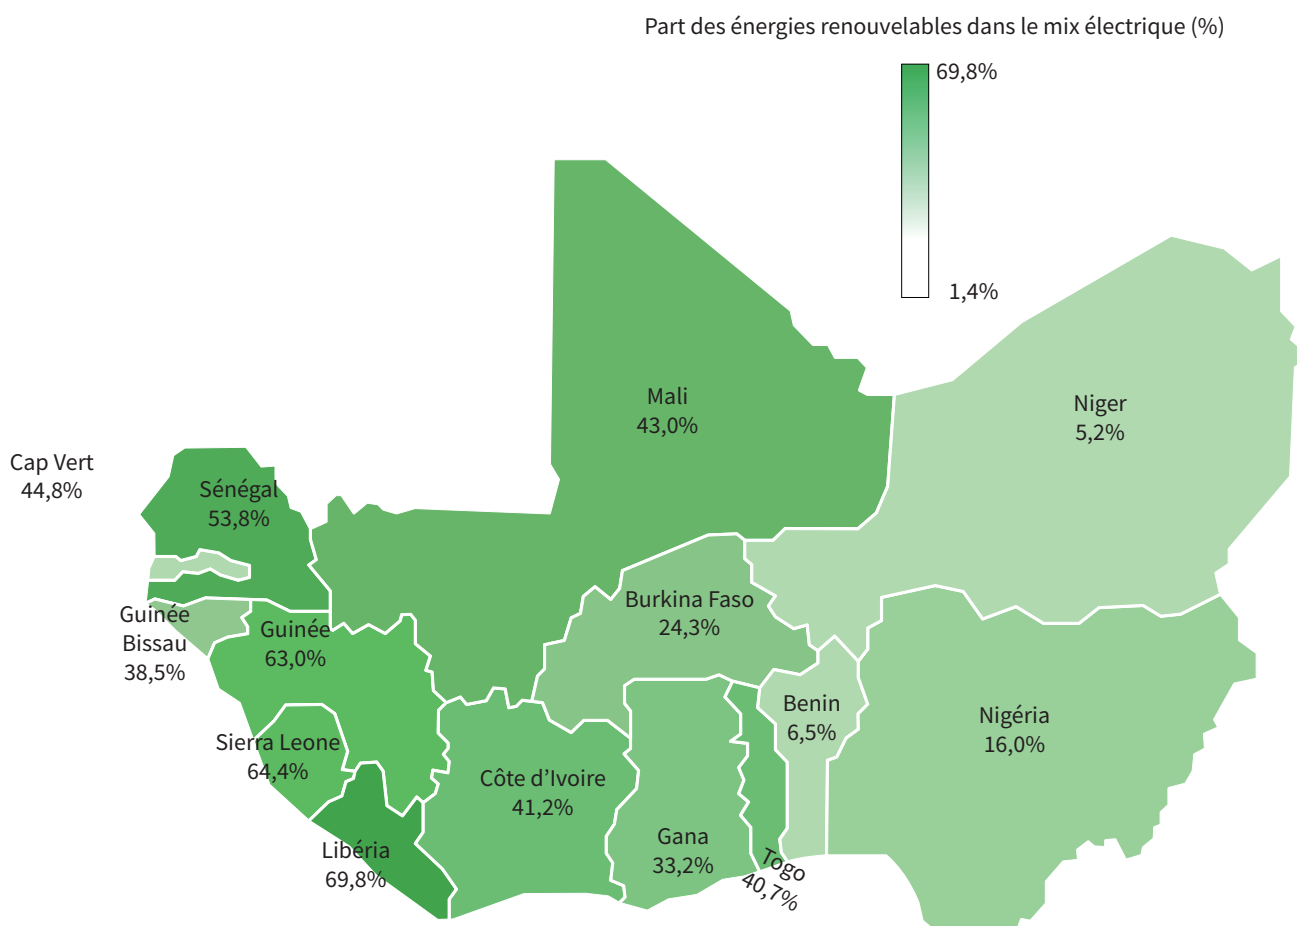 Part des énergies renouvelables dans le mix électrique (%)
69,8%
1,4%
Mali
43,0%
Niger
5,2%
Cap Vert
44,8%
Sénégal
53,8%
Burkina Faso
24,3%
Guinée
Bissau
38,5%
Guinée
63,0%
Benin
6,5%
Nigéria
16,0%
Sierra Leone
64,4%
Côte d’Ivoire
41,2%
Gana
33,2%
Libéria
69,8%
Togo
40,7%